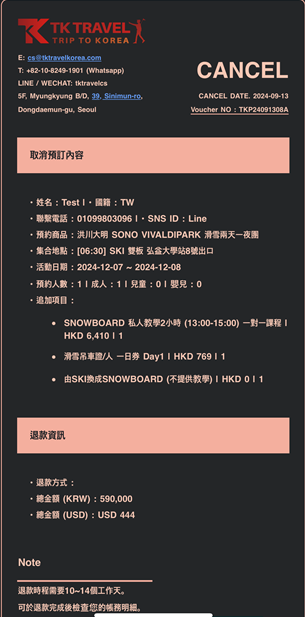 TK TRAVEL
TRIP TO KOREA
E: cs@tktravelkorea.com
T: +82-10-8249-1901 (Whatsapp)
LINE / WECHAT: tktravelcs
5F, Myungkyung B/D, 39, Sinimun-ro,
Dongdaemun-gu, Seoul
CANCEL
CANCEL DATE. 2024-09-13
Voucher NO : TKP24091308A
取消預訂內容
・姓名 : Test I・國籍 : TW
・聯繫電話 : 01099803096 I・SNS ID : Line
・預約商品 : 洪川大明 SONO VIVALDIPARK 滑雪兩天一夜團
・集合地點 : [06:30] SKI 雙板 弘益大學站8號出口
・活動日期 : 2024-12-07 ~ 2024-12-08
・預約人數 : 1 I 成人 : 1 I 兒童 : 0 I 嬰兒 : 0
・追加項目 :
• SNOWBOARD 私人教學2小時 (13:00-15:00) 一對一課程 I
HKD 6,410 I 1
• 滑雪吊車證/人 一日券 Day1 I HKD 769 I 1
• 由SKI換成SNOWBOARD (不提供教學) I HKD 0 I 1
退款資訊
・退款方式 :
・總金額 (KRW) : 590,000
・總金額 (USD) : USD 444
Note
退款時程需要10~14個工作天。
可於退款完成後檢查您的帳務明細。